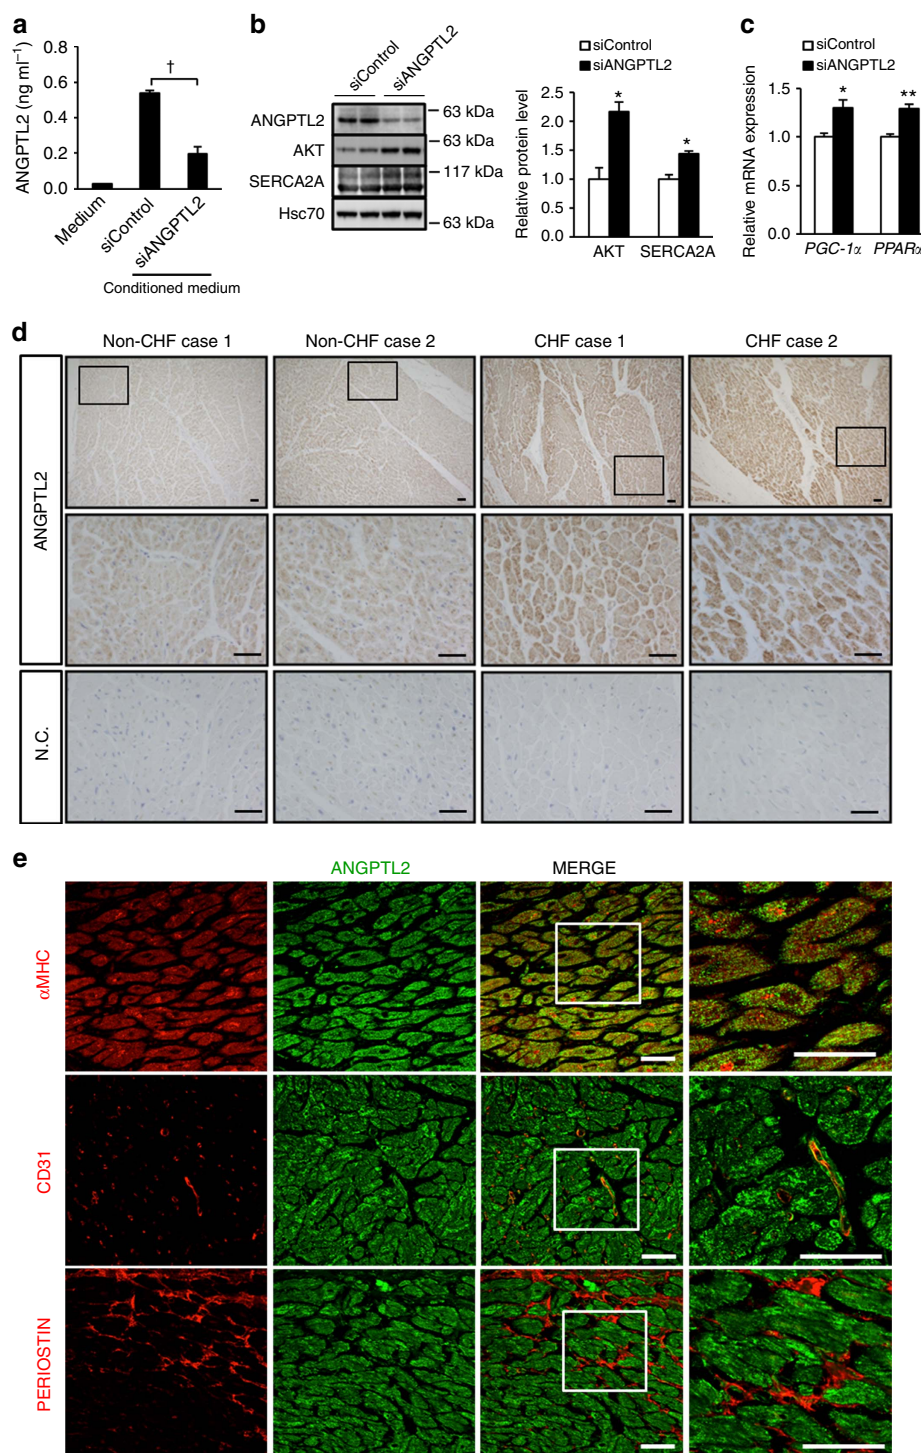 a
ANGPTL2 (ng ml⁻¹)
0.8
0.6
0.4
0.2
0.0
†
Medium
siControl
siANGPTL2
Conditioned medium
b
siControl
siANGPTL2
ANGPTL2
AKT
SERCA2A
Hsc70
63 kDa
63 kDa
117 kDa
63 kDa
siControl
siANGPTL2
Relative protein level
2.5
2.0
1.5
1.0
0.5
0.0
*
*
AKT
SERCA2A
c
siControl
siANGPTL2
Relative mRNA expression
1.5
1.0
0.5
0.0
*
**
PGC-1α
PPARα
d
Non-CHF case 1
Non-CHF case 2
CHF case 1
CHF case 2
ANGPTL2
N.C.
e
ANGPTL2
MERGE
αMHC
CD31
PERIOSTIN